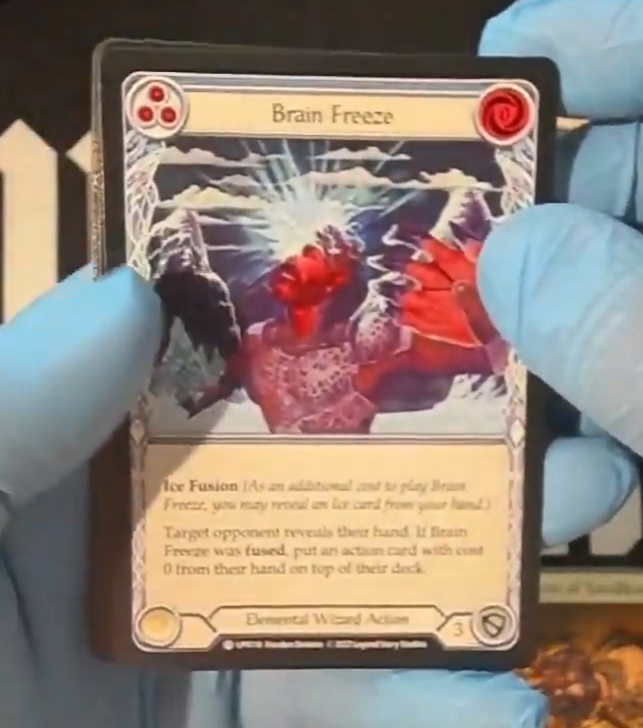 Brain Freeze
Ice Fusion (As an additional cost to play Brain
Freeze, you may reveal an Ice card from your hand.)
Target opponent reveals their hand. If Brain
Freeze was fused, put an action card with cost
0 from their hand on top of their deck.
Elemental Wizard Action
3